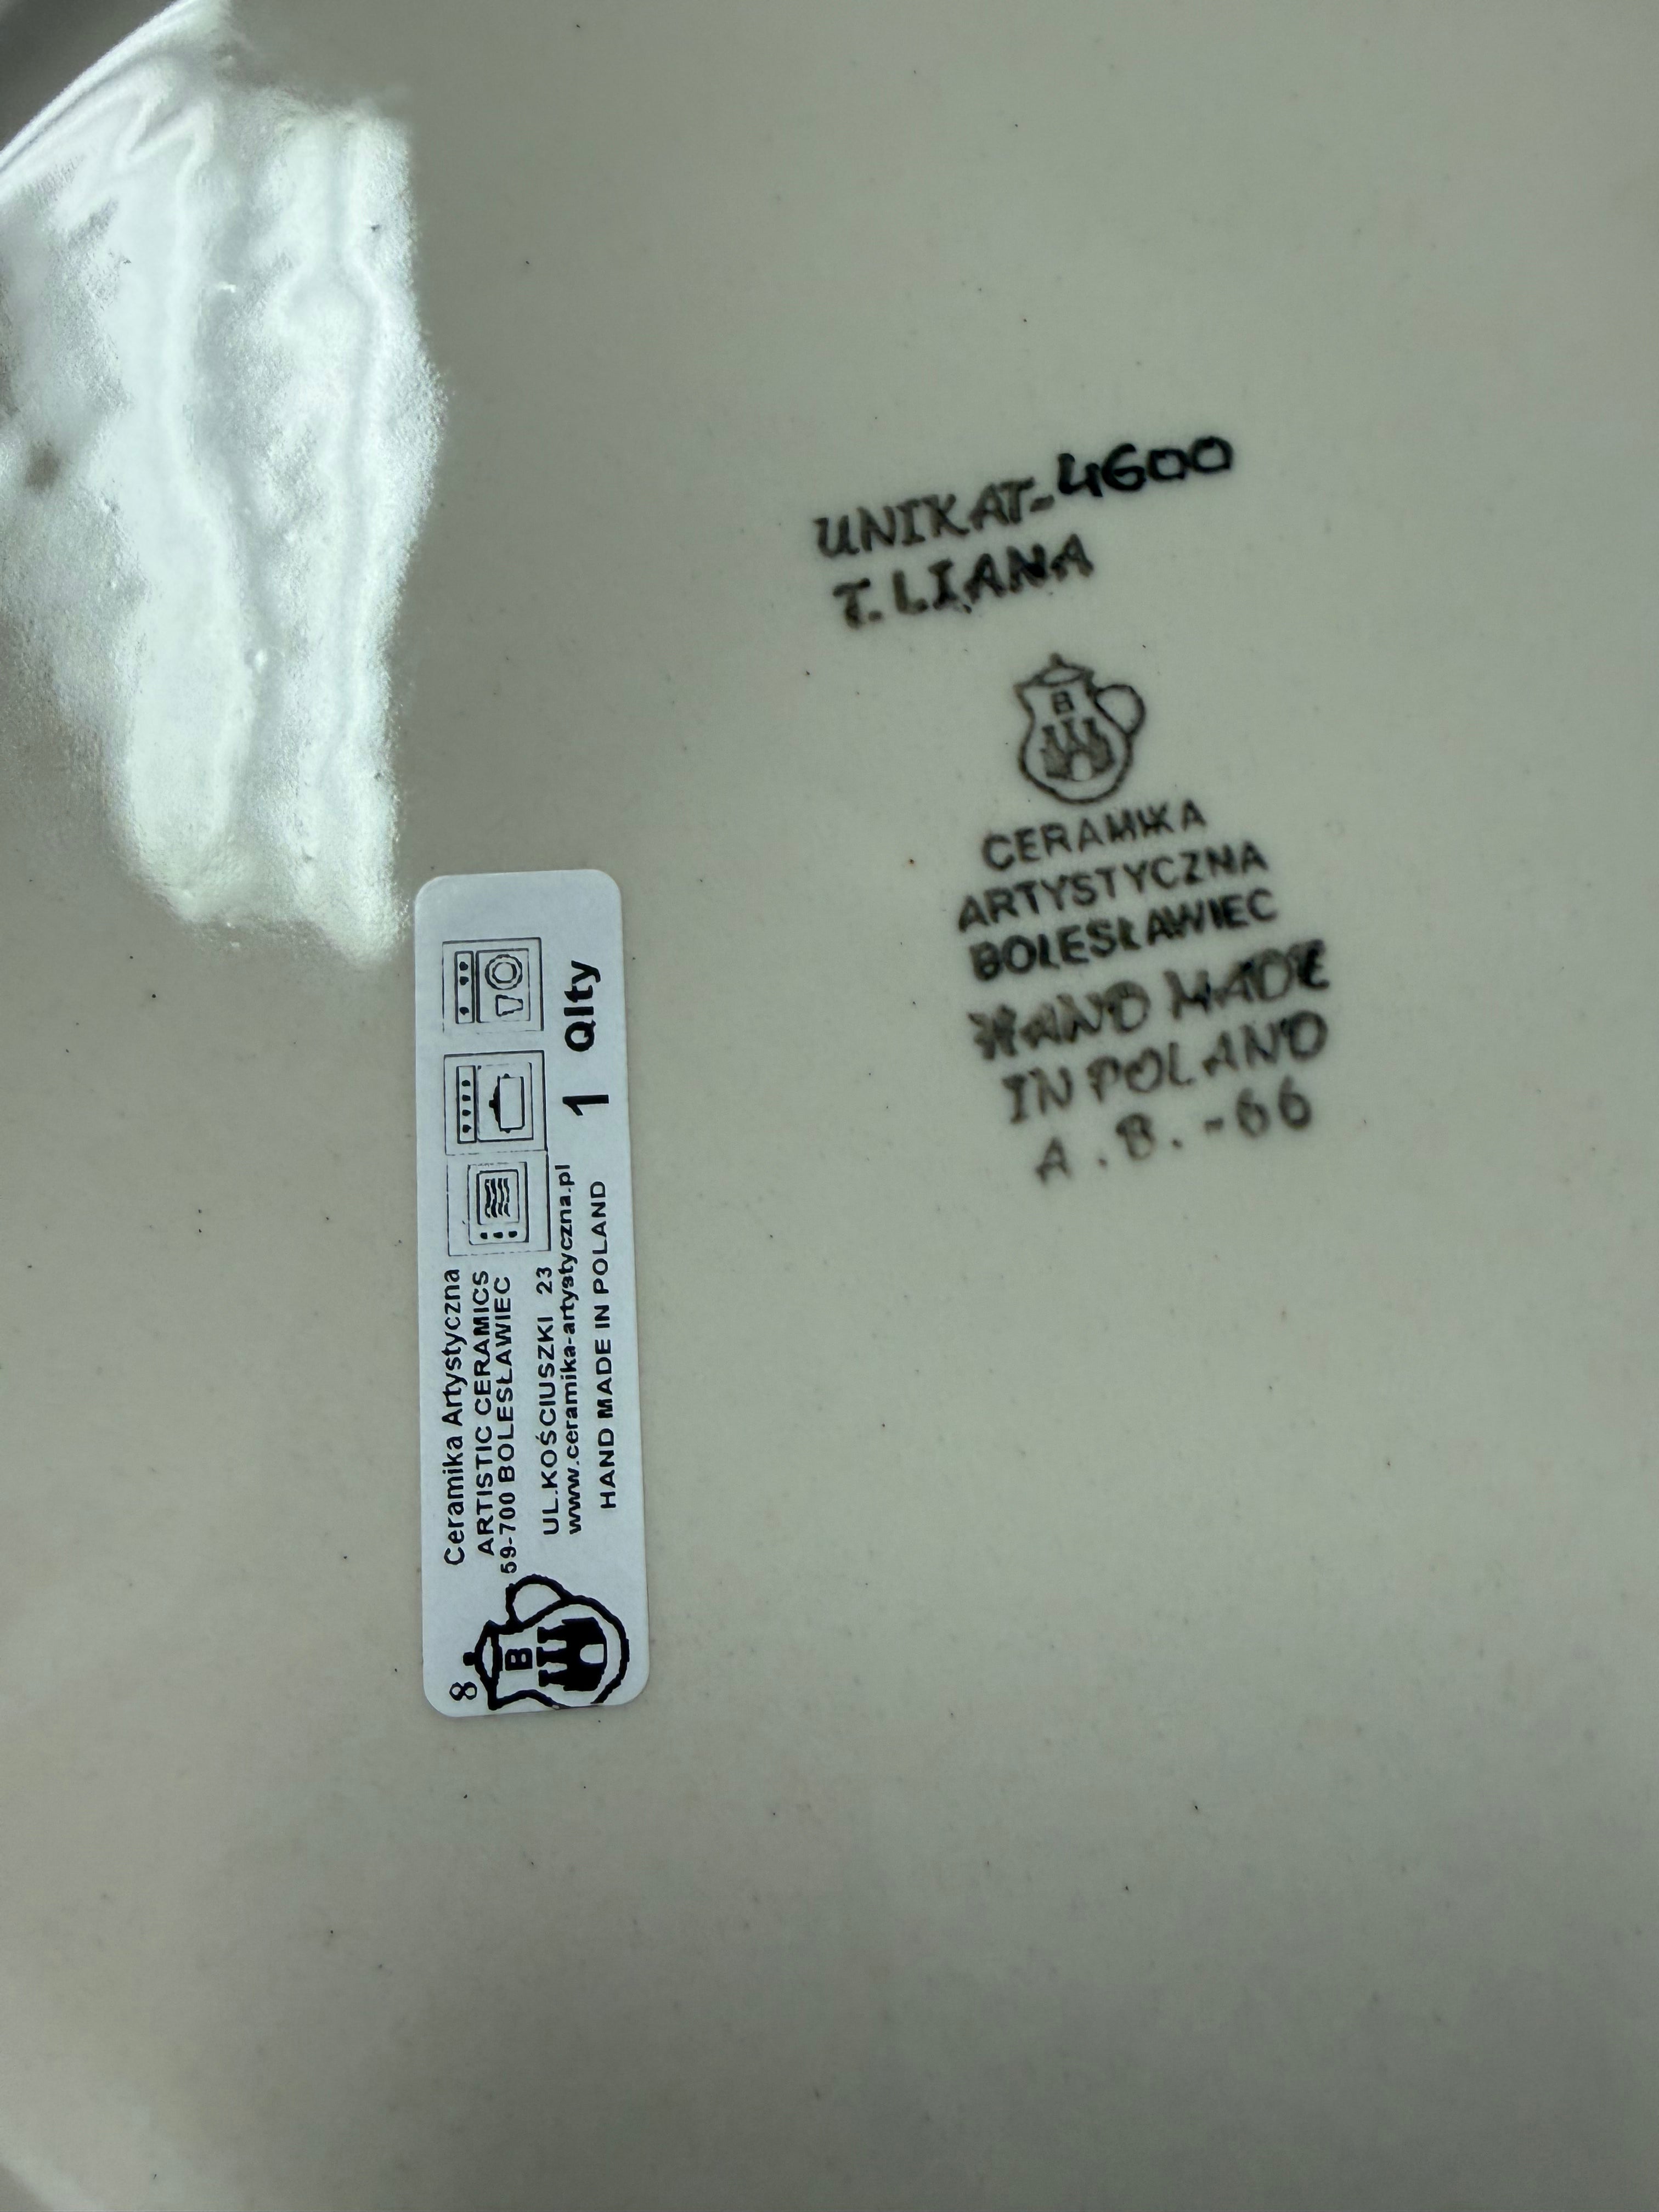 UNIKAT-4600
T. LIANA
B
CERAMIKA
ARTYSTYCZNA
BOLESŁAWIEC
HAND MADE
IN POLAND
A.B.-66
8
B
Ceramika Artystyczna
ARTISTIC CERAMICS
59-700 BOLESŁAWIEC
UL.KOŚCIUSZKI 23
www.ceramika-artystyczna.pl
HAND MADE IN POLAND
1 Qlty